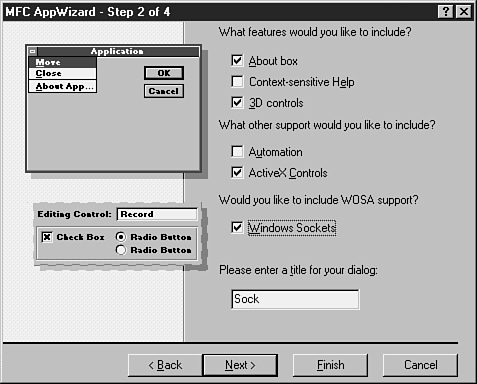 MFC AppWizard - Step 2 of 4
What features would you like to include?
Application
Move
Close
About App...
OK
Cancel
About box
Context-sensitive Help
3D controls
What other support would you like to include?
Automation
ActiveX Controls
Would you like to include WOSA support?
Editing Control: Record
Check Box
Radio Button
Radio Button
Windows Sockets
Please enter a title for your dialog:
Sock
< Back
Next >
Finish
Cancel